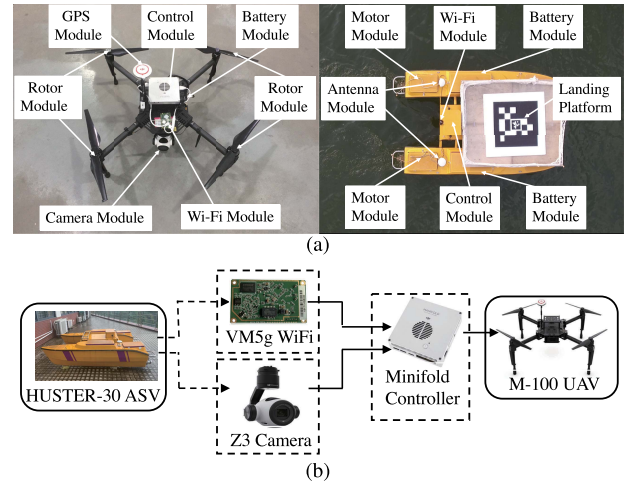 GPS Module
Control Module
Battery Module
Rotor Module
Rotor Module
Camera Module
Wi-Fi Module
Motor Module
Wi-Fi Module
Battery Module
Antenna Module
Landing Platform
Motor Module
Control Module
Battery Module
(a)
HUSTER-30 ASV
VM5g WiFi
Z3 Camera
Minifold Controller
M-100 UAV
(b)